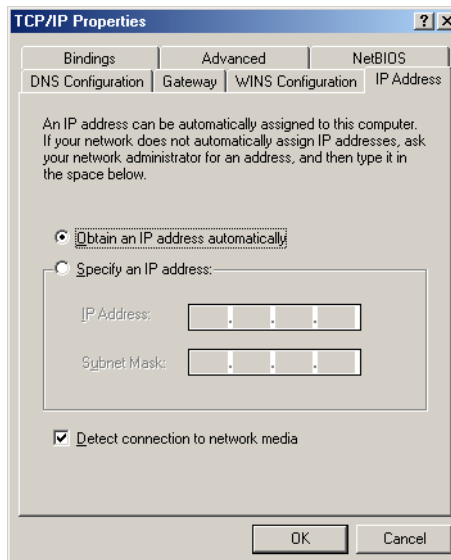 TCP/IP Properties
Bindings
Advanced
NetBIOS
DNS Configuration
Gateway
WINS Configuration
IP Address
An IP address can be automatically assigned to this computer.
If your network does not automatically assign IP addresses, ask
your network administrator for an address, and then type it in
the space below.
Obtain an IP address automatically
Specify an IP address:
IP Address:
Subnet Mask:
Detect connection to network media
OK
Cancel